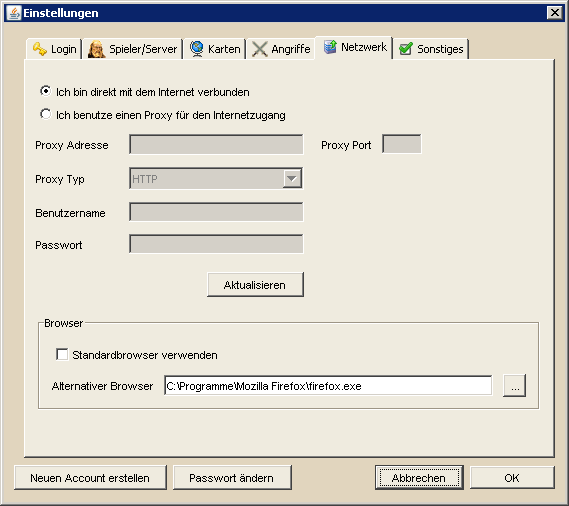 Einstellungen
Login Spieler/Server Karten Angriffe Netzwerk Sonstiges
Ich bin direkt mit dem Internet verbunden
Ich benutze einen Proxy für den Internetzugang
Proxy Adresse Proxy Port
Proxy Typ HTTP
Benutzername
Passwort
Aktualisieren
Browser
Standardbrowser verwenden
Alternativer Browser C:\Programme\Mozilla Firefox\firefox.exe ...
Neuen Account erstellen Passwort ändern Abbrechen OK